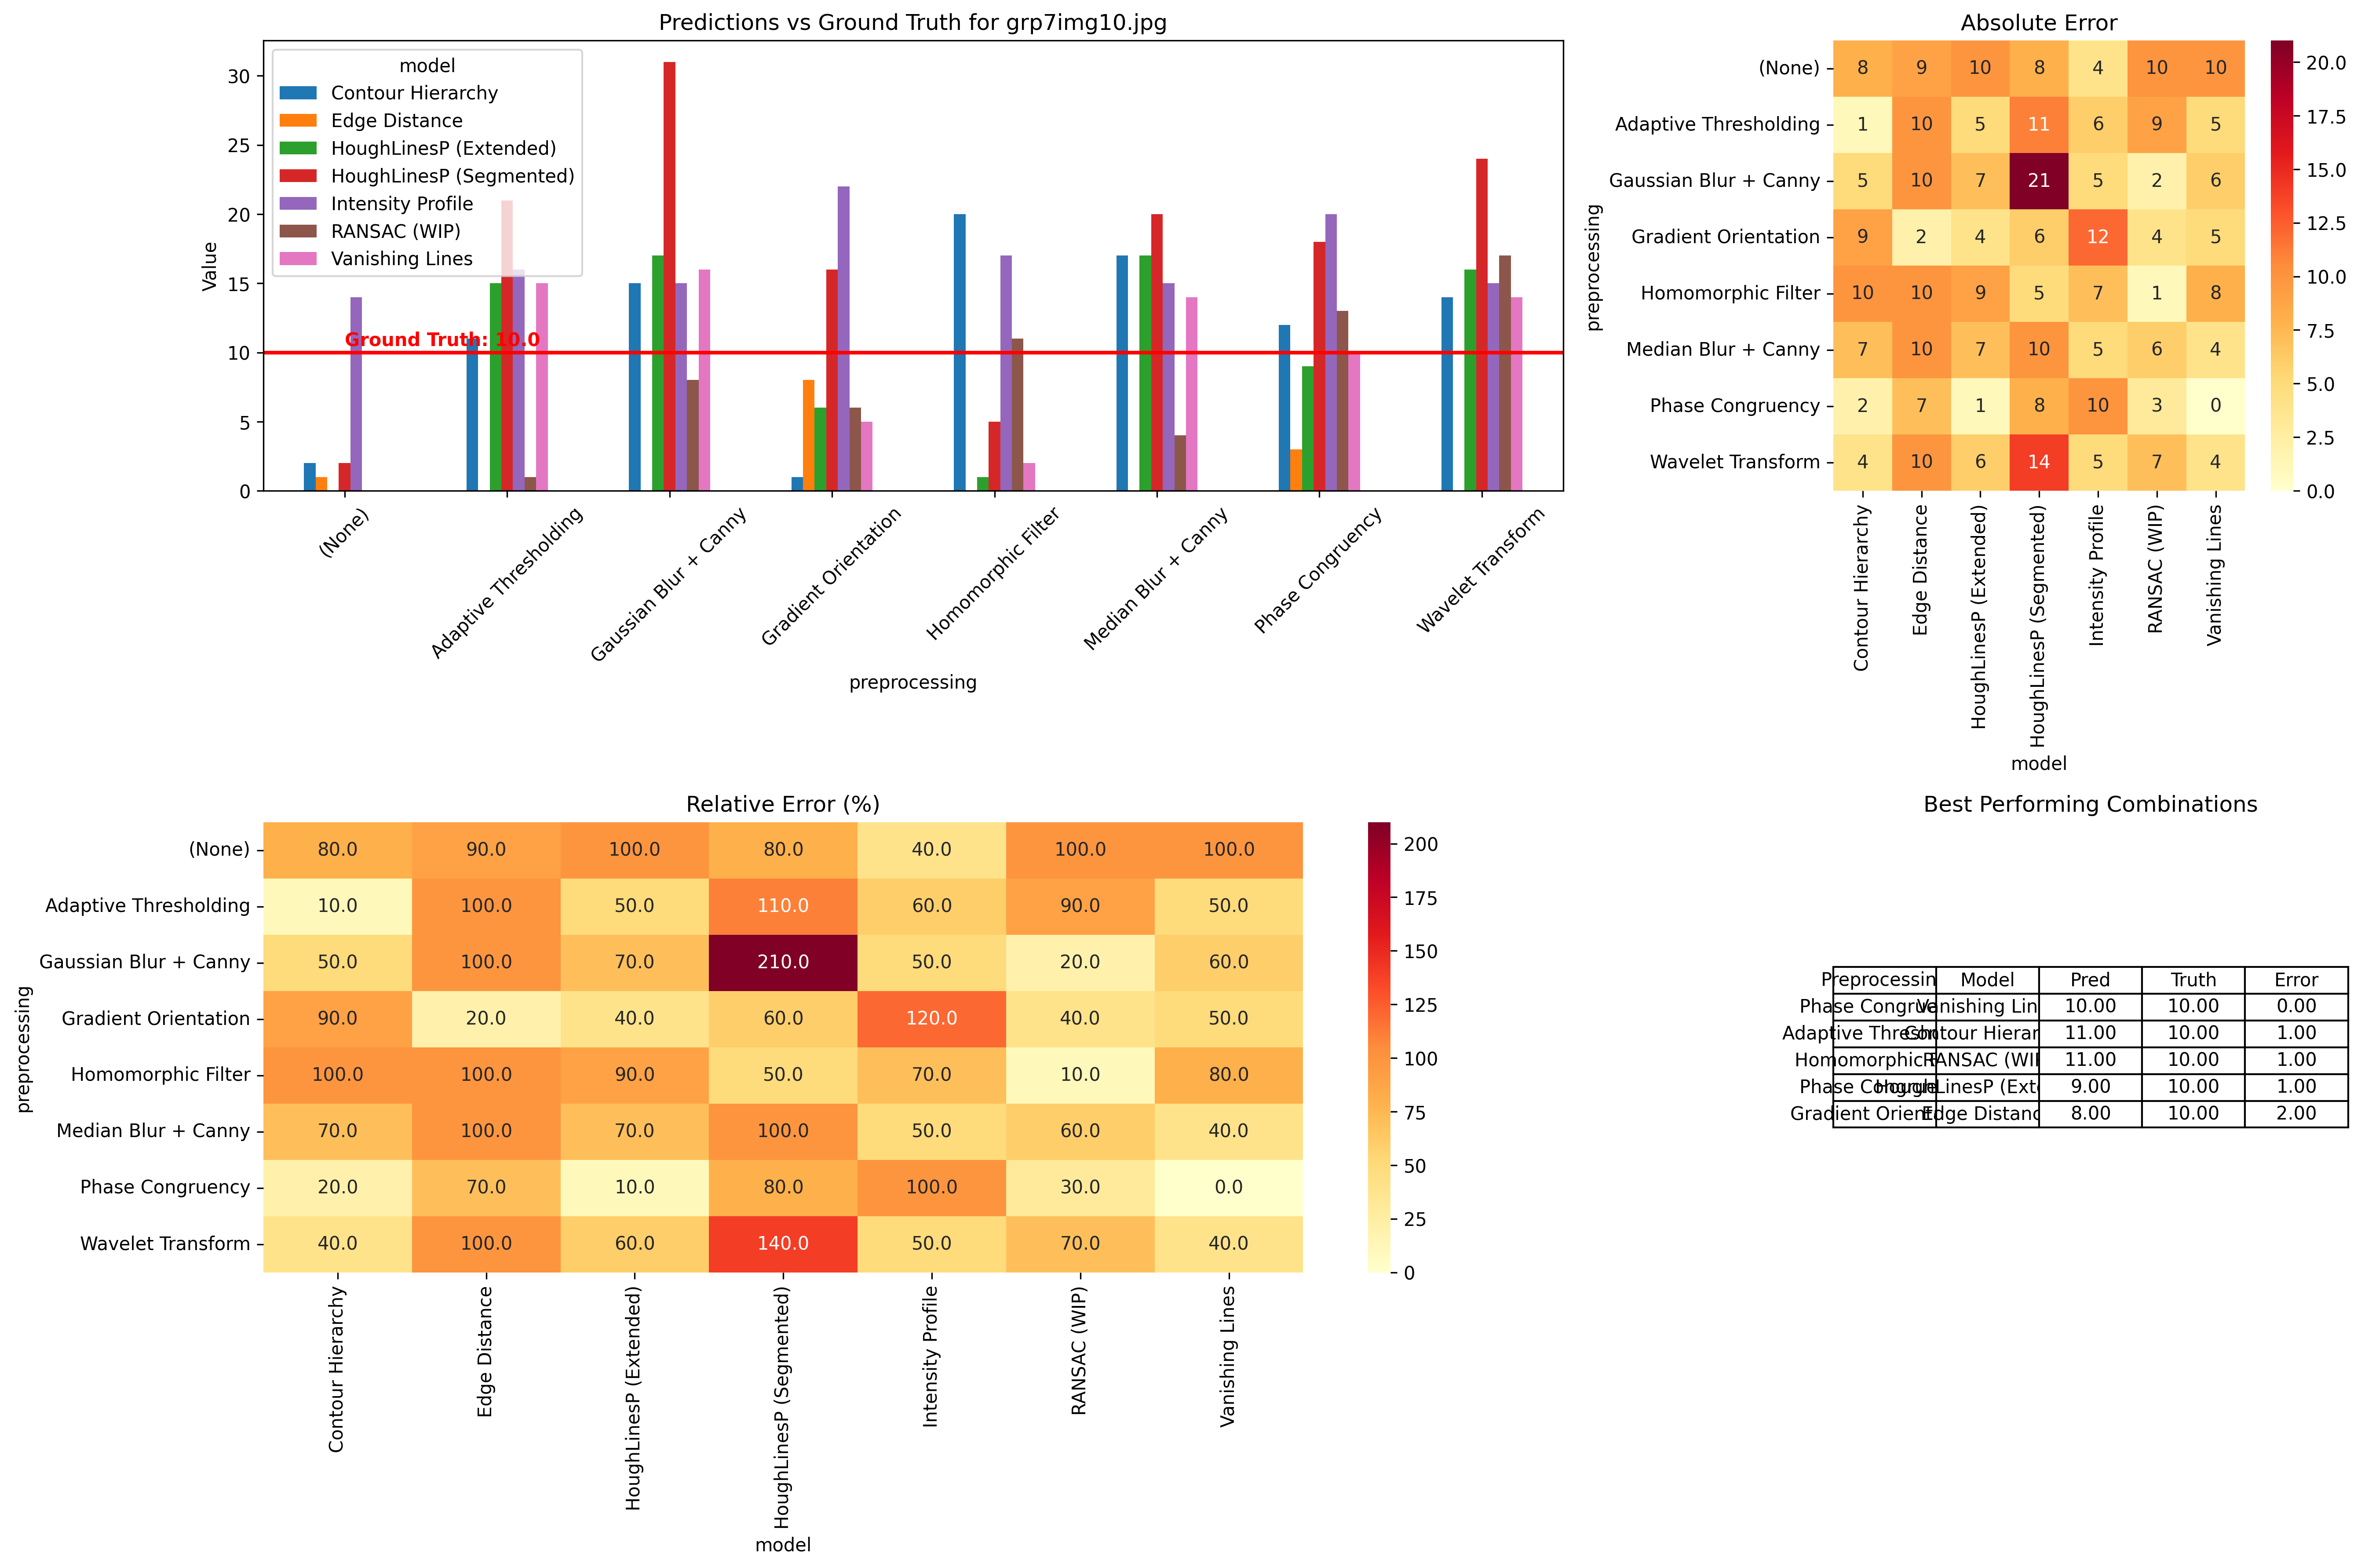 Predictions vs Ground Truth for grp7img10.jpg
Value
30
25
20
15
10
5
0
model
Contour Hierarchy
Edge Distance
HoughLinesP (Extended)
HoughLinesP (Segmented)
Intensity Profile
RANSAC (WIP)
Vanishing Lines
Ground Truth: 10.0
(None)
Adaptive Thresholding
Gaussian Blur + Canny
Gradient Orientation
Homomorphic Filter
Median Blur + Canny
Phase Congruency
Wavelet Transform
preprocessing
Absolute Error
preprocessing
(None) 8 9 10 8 4 10 10
Adaptive Thresholding 1 10 5 11 6 9 5
Gaussian Blur + Canny 5 10 7 21 5 2 6
Gradient Orientation 9 2 4 6 12 4 5
Homomorphic Filter 10 10 9 5 7 1 8
Median Blur + Canny 7 10 7 10 5 6 4
Phase Congruency 2 7 1 8 10 3 0
Wavelet Transform 4 10 6 14 5 7 4
Contour Hierarchy
Edge Distance
HoughLinesP (Extended)
HoughLinesP (Segmented)
Intensity Profile
RANSAC (WIP)
Vanishing Lines
model
20.0
17.5
15.0
12.5
10.0
7.5
5.0
2.5
0.0
Relative Error (%)
preprocessing
(None) 80.0 90.0 100.0 80.0 40.0 100.0 100.0
Adaptive Thresholding 10.0 100.0 50.0 110.0 60.0 90.0 50.0
Gaussian Blur + Canny 50.0 100.0 70.0 210.0 50.0 20.0 60.0
Gradient Orientation 90.0 20.0 40.0 60.0 120.0 40.0 50.0
Homomorphic Filter 100.0 100.0 90.0 50.0 70.0 10.0 80.0
Median Blur + Canny 70.0 100.0 70.0 100.0 50.0 60.0 40.0
Phase Congruency 20.0 70.0 10.0 80.0 100.0 30.0 0.0
Wavelet Transform 40.0 100.0 60.0 140.0 50.0 70.0 40.0
Contour Hierarchy
Edge Distance
HoughLinesP (Extended)
HoughLinesP (Segmented)
Intensity Profile
RANSAC (WIP)
Vanishing Lines
model
200
175
150
125
100
75
50
25
0
Best Performing Combinations
Preprocessin Model Pred Truth Error
Phase Vanishing Lin 10.00 10.00 0.00
Adaptive Contour Hierar 11.00 10.00 1.00
Homomorphic RANSAC (WI 11.00 10.00 1.00
Phase HoughLinesP (Ext 9.00 10.00 1.00
Gradient Edge Distanc 8.00 10.00 2.00